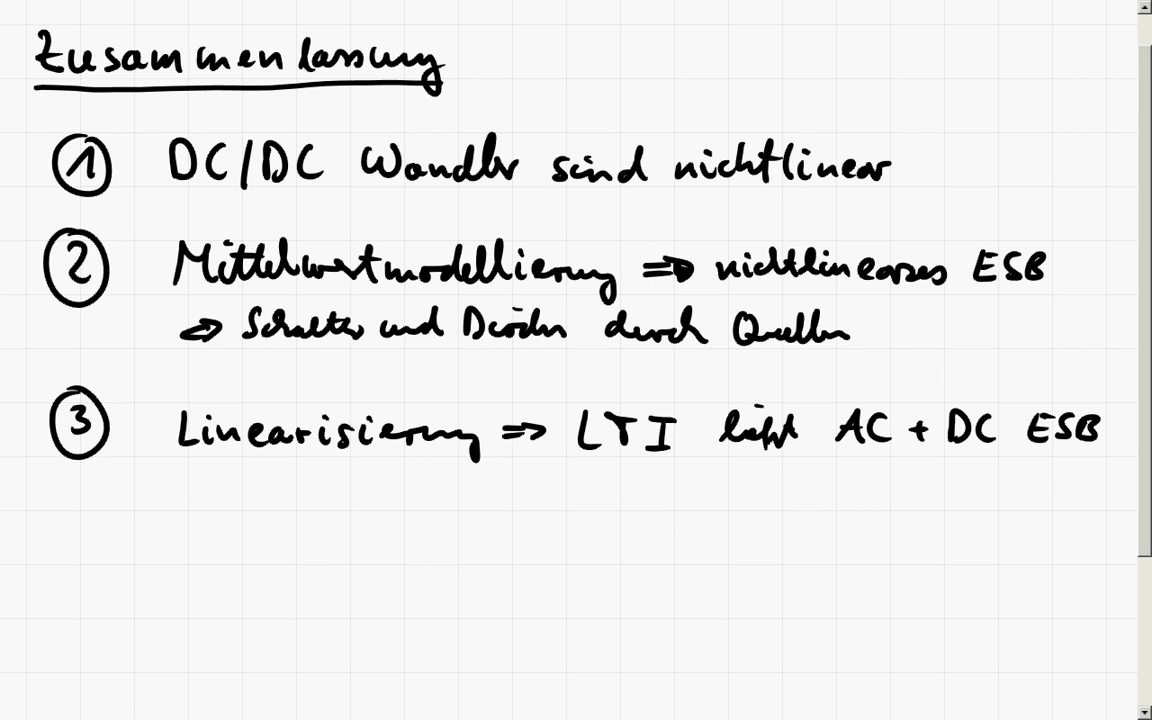 Zusammenfassung
① DC/DC Wandler sind nichtlinear
② Mittelwertmodellierung ⇒ nichtlineares ESB
⇒ Schalter und Dioden durch Quellen
③ Linearisierung ⇒ LTI liefert AC + DC ESB